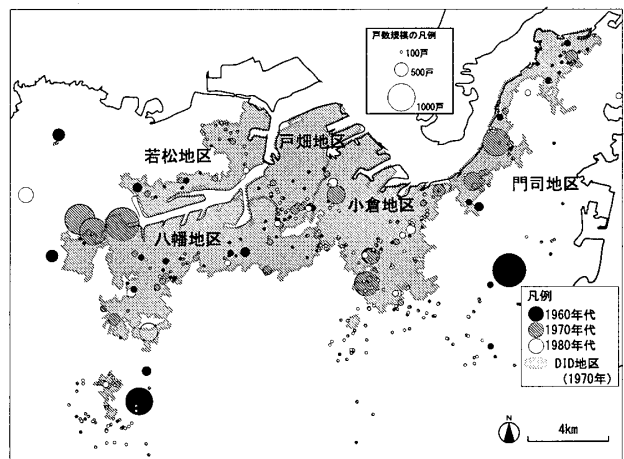 戸数規模の凡例
100戸
500戸
1000戸
戸畑地区
若松地区
門司地区
小倉地区
八幡地区
凡例
1960年代
1970年代
1980年代
DID地区
(1970年)
N
4km